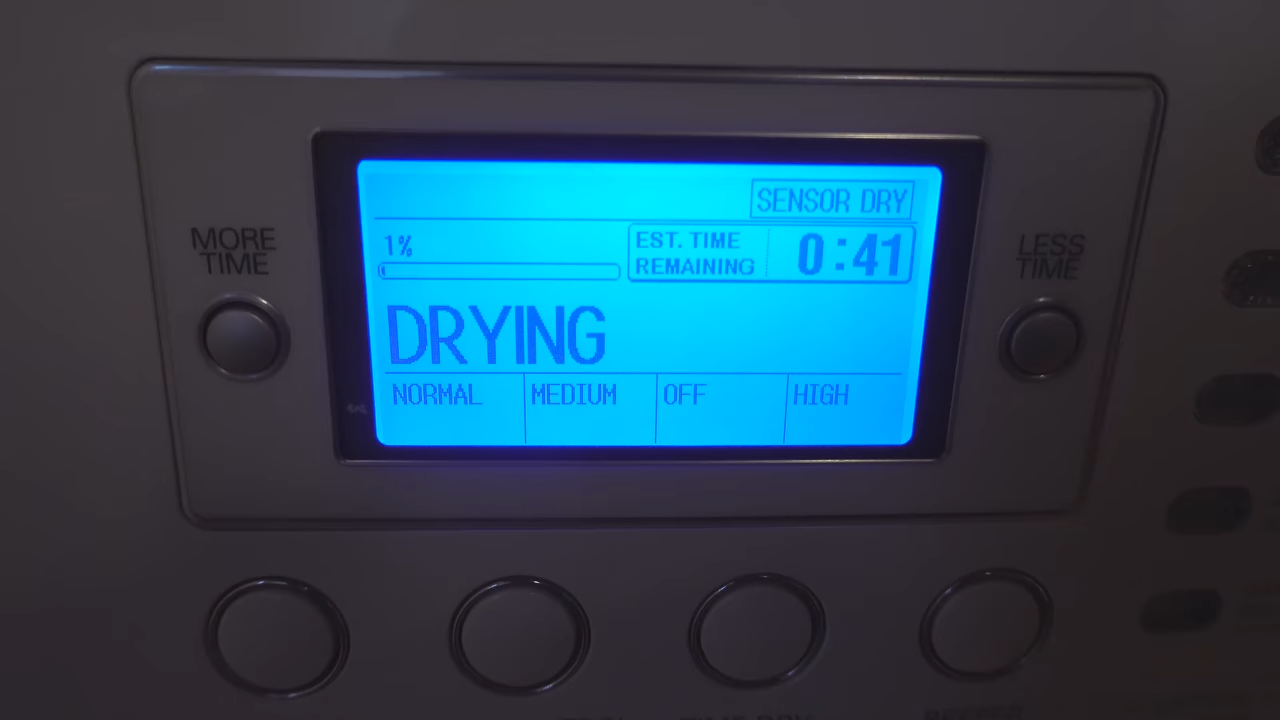 SENSOR DRY
1%
EST. TIME
REMAINING
0:41
MORE
TIME
LESS
TIME
DRYING
NORMAL
MEDIUM
OFF
HIGH